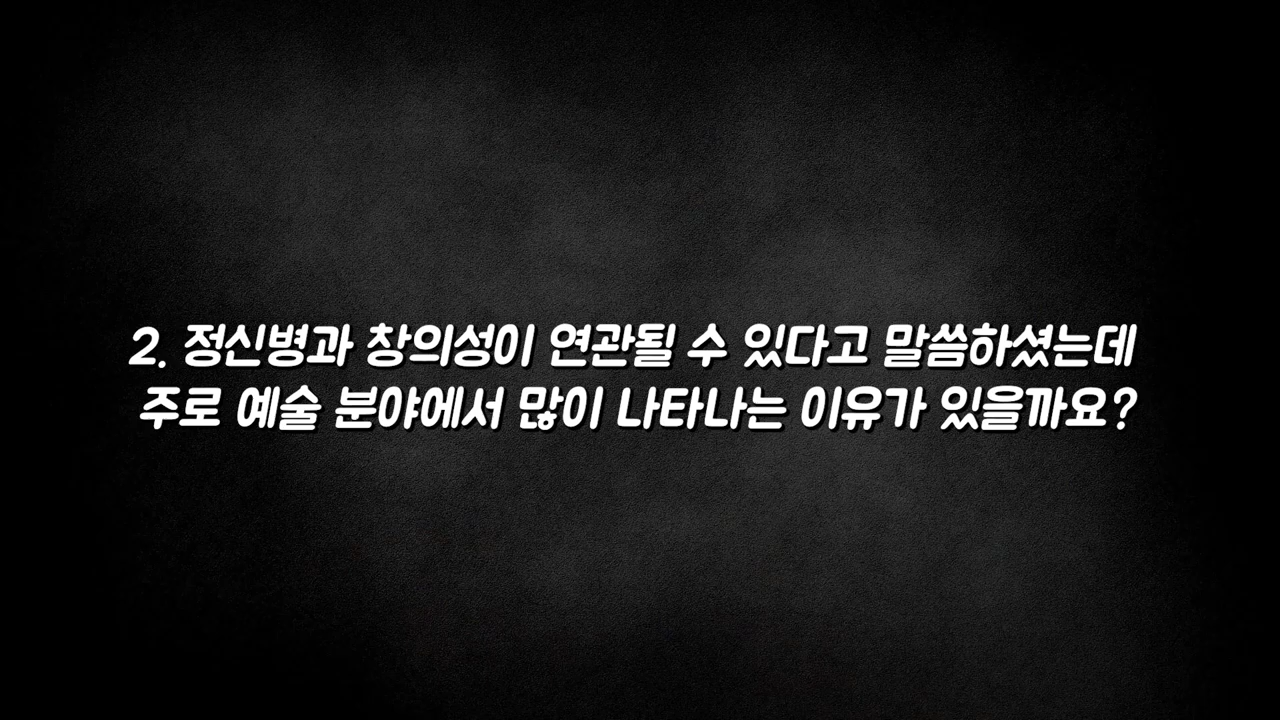 2. 정신병과 창의성이 연관될 수 있다고 말씀하셨는데
주로 예술 분야에서 많이 나타나는 이유가 있을까요?